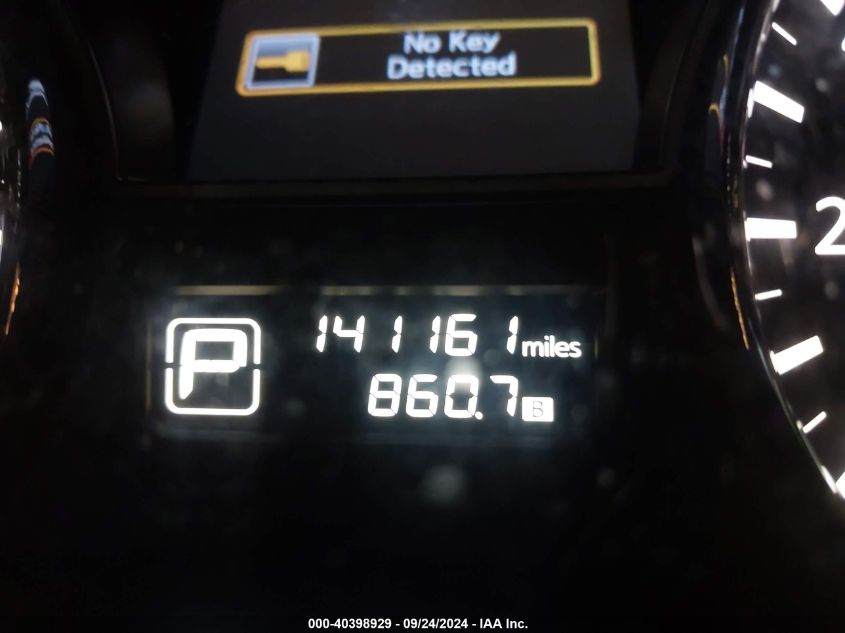 No Key
Detected
2
P
141161 miles
860.7 B
000-40398929 - 09/24/2024 - IAA Inc.